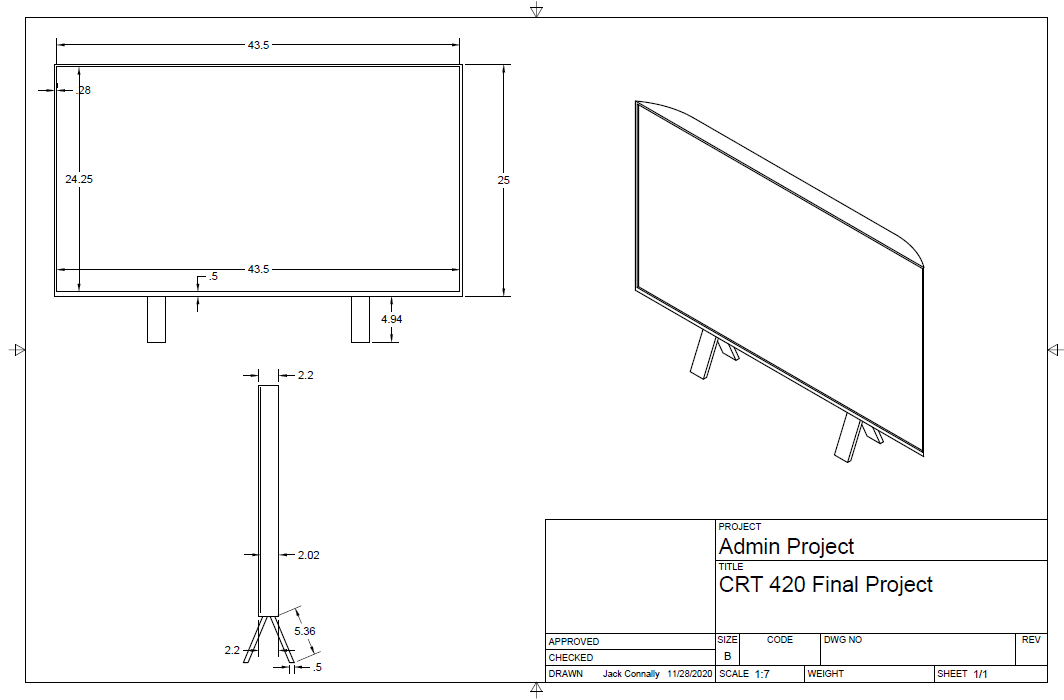 43.5
.28
24.25
25
43.5
.5
4.94
2.2
2.02
5.36
2.2
.5
PROJECT
Admin Project
TITLE
CRT 420 Final Project
APPROVED
SIZE CODE DWG NO REV
B
CHECKED
DRAWN Jack Connally 11/28/2020 SCALE 1:7 WEIGHT SHEET 1/1